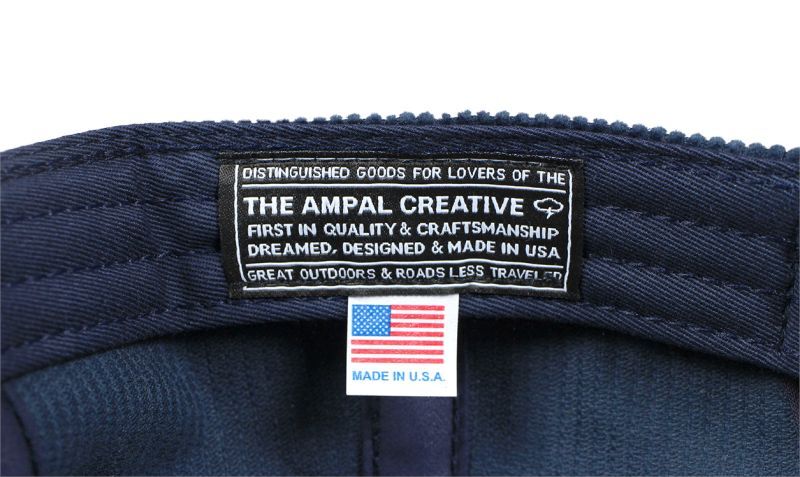 DISTINGUISHED GOODS FOR LOVERS OF THE
THE AMPAL CREATIVE
FIRST IN QUALITY & CRAFTSMANSHIP
DREAMED, DESIGNED & MADE IN USA
GREAT OUTDOORS & ROADS LESS TRAVELED
MADE IN U.S.A.